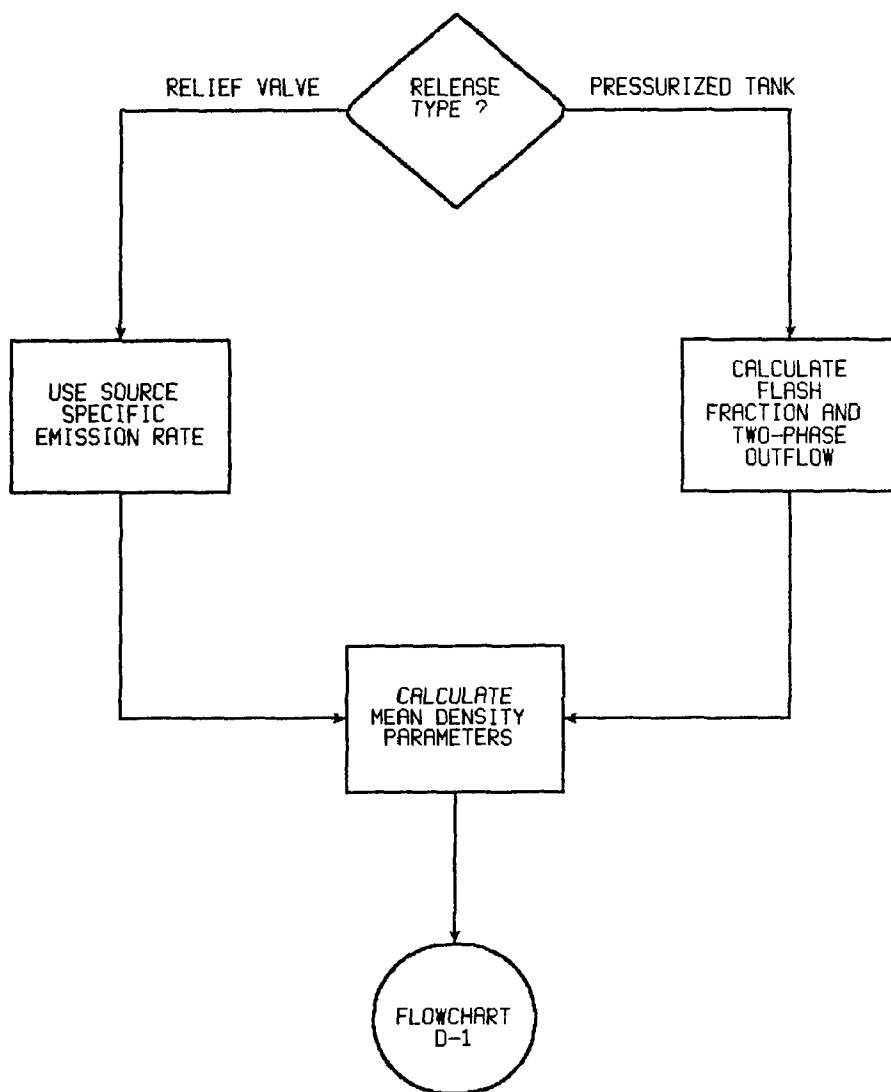 RELIEF VALVE
RELEASE
TYPE ?
PRESSURIZED TANK
USE SOURCE
SPECIFIC
EMISSION RATE
CALCULATE
FLASH
FRACTION AND
TWO-PHASE
OUTFLOW
CALCULATE
MEAN DENSITY
PARAMETERS
FLOWCHART
D-1